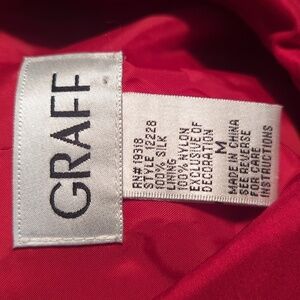 GRAFF
RN# 19318
STYLE 12228
100% SILK
LINING
100% NYLON
EXCLUSIVE OF
DECORATION
M
MADE IN CHINA
SEE REVERSE
FOR CARE
INSTRUCTIONS